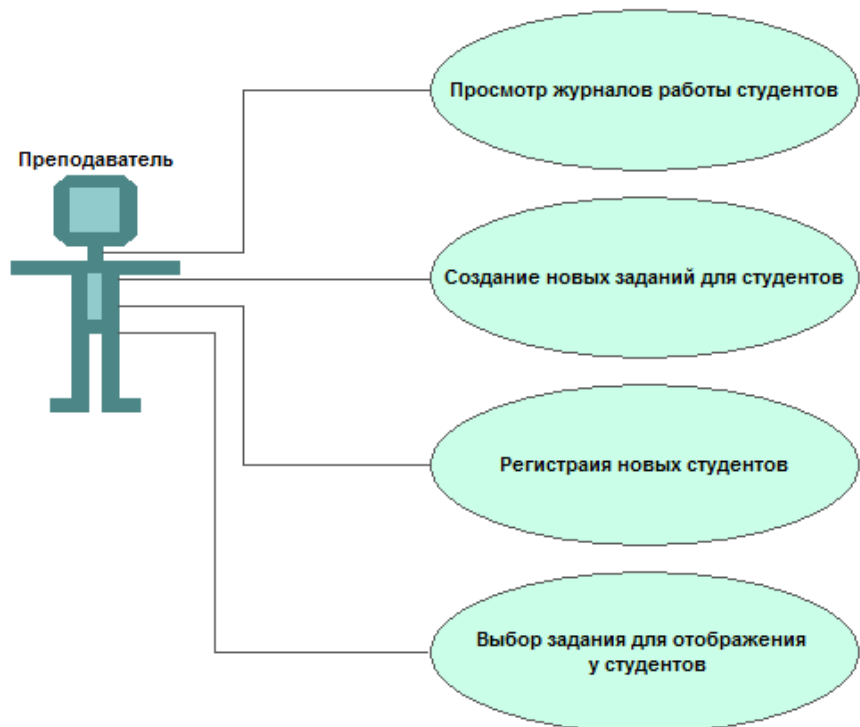 Просмотр журналов работы студентов
Преподаватель
Создание новых заданий для студентов
Регистраия новых студентов
Выбор задания для отображения
у студентов